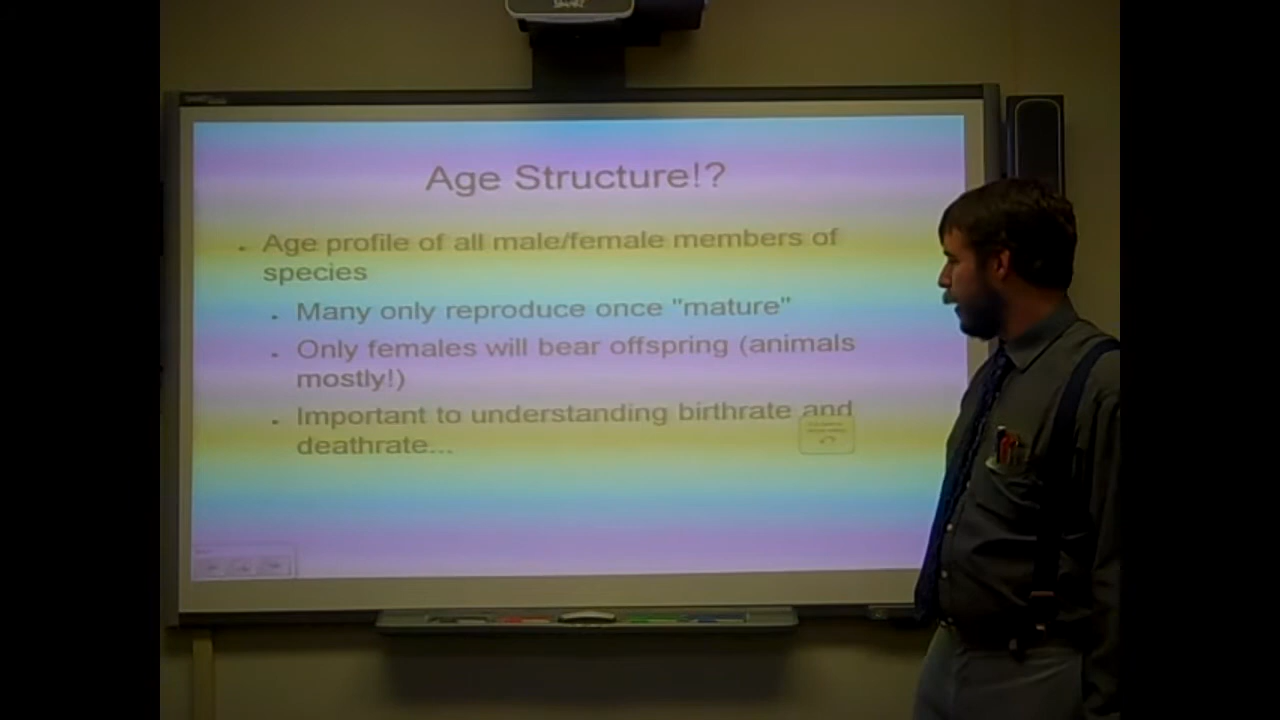 Age Structure!?
Age profile of all male/female members of
species
Many only reproduce once "mature"
Only females will bear offspring (animals
mostly!)
Important to understanding birthrate and
deathrate...